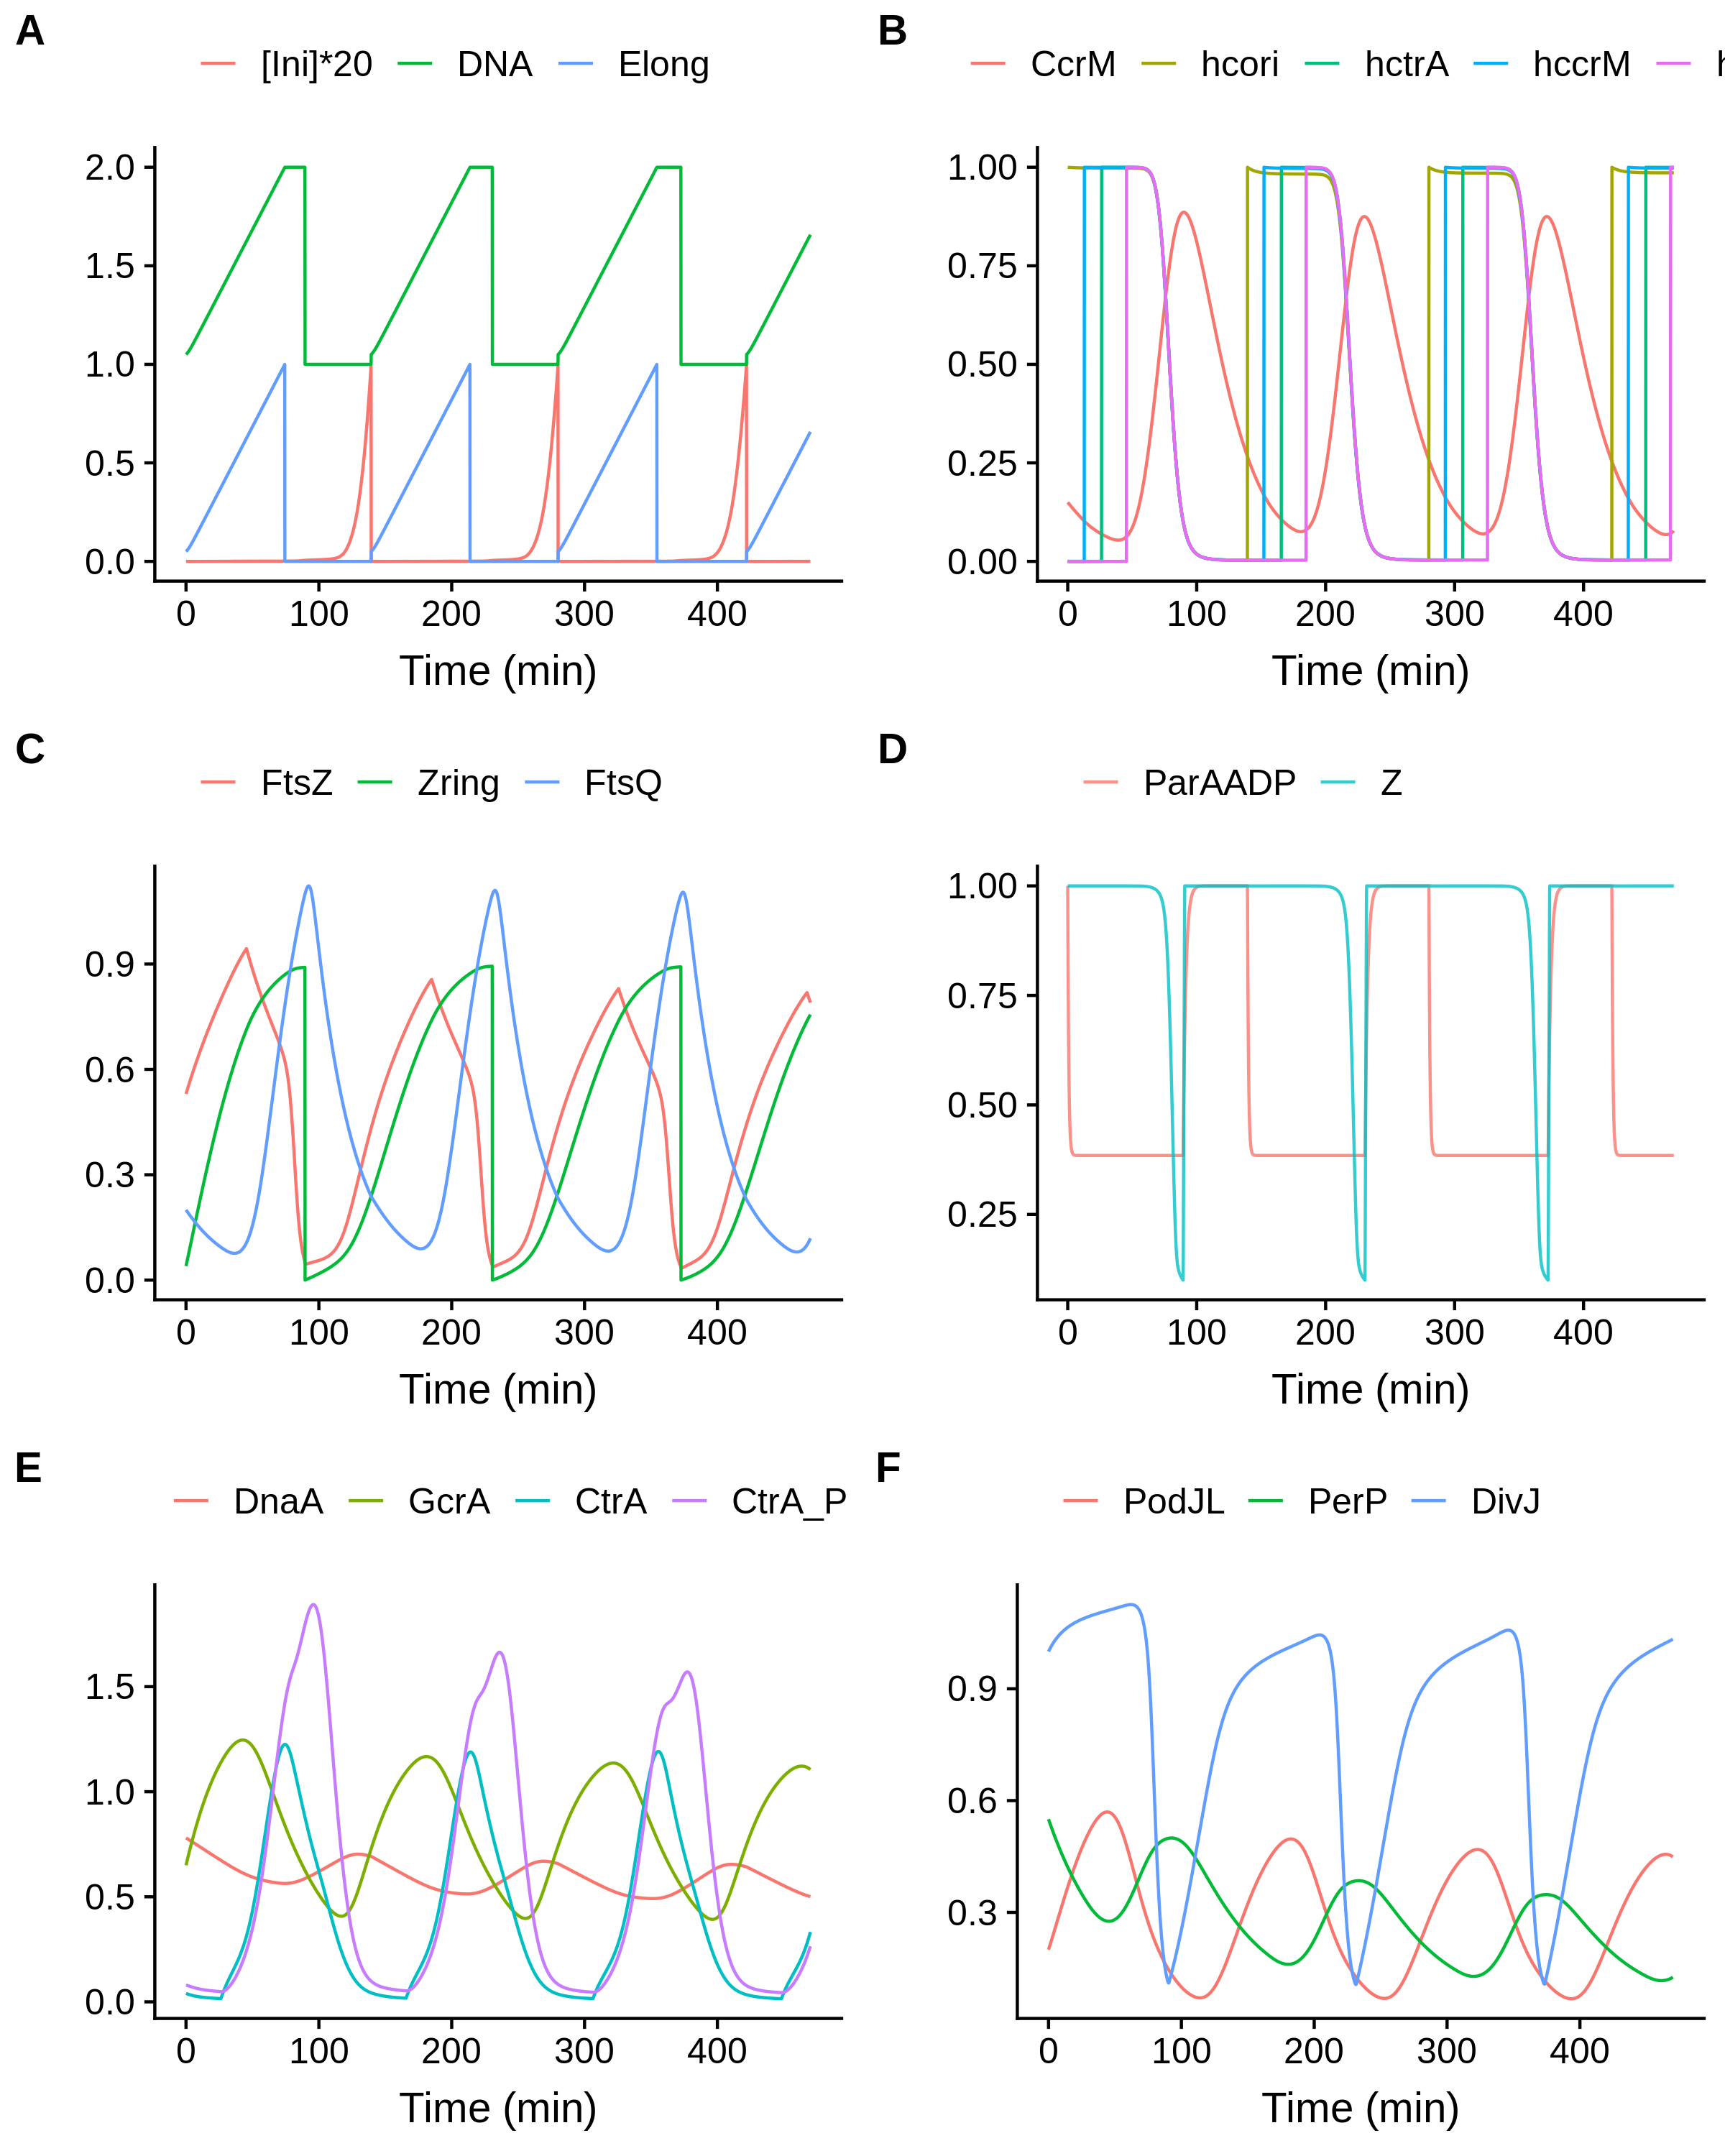 A
[Ini]*20 DNA Elong
2.0
1.5
1.0
0.5
0.0
0 100 200 300 400
Time (min)
B
CcrM hcori hctrA hccrM h
1.00
0.75
0.50
0.25
0.00
0 100 200 300 400
Time (min)
C
FtsZ Zring FtsQ
0.9
0.6
0.3
0.0
0 100 200 300 400
Time (min)
D
ParAADP Z
1.00
0.75
0.50
0.25
0 100 200 300 400
Time (min)
E
DnaA GcrA CtrA CtrA_P
1.5
1.0
0.5
0.0
0 100 200 300 400
Time (min)
F
PodJL PerP DivJ
0.9
0.6
0.3
0 100 200 300 400
Time (min)